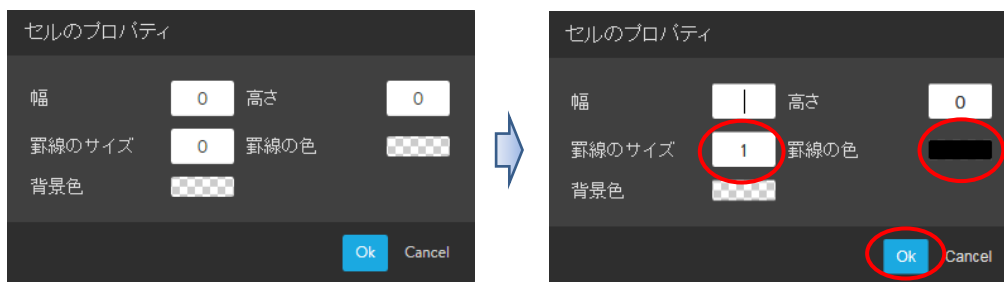 セルのプロパティ
幅 0 高さ 0
罫線のサイズ 0 罫線の色
背景色
Ok Cancel
セルのプロパティ
幅 高さ 0
罫線のサイズ 1 罫線の色
背景色
Ok Cancel